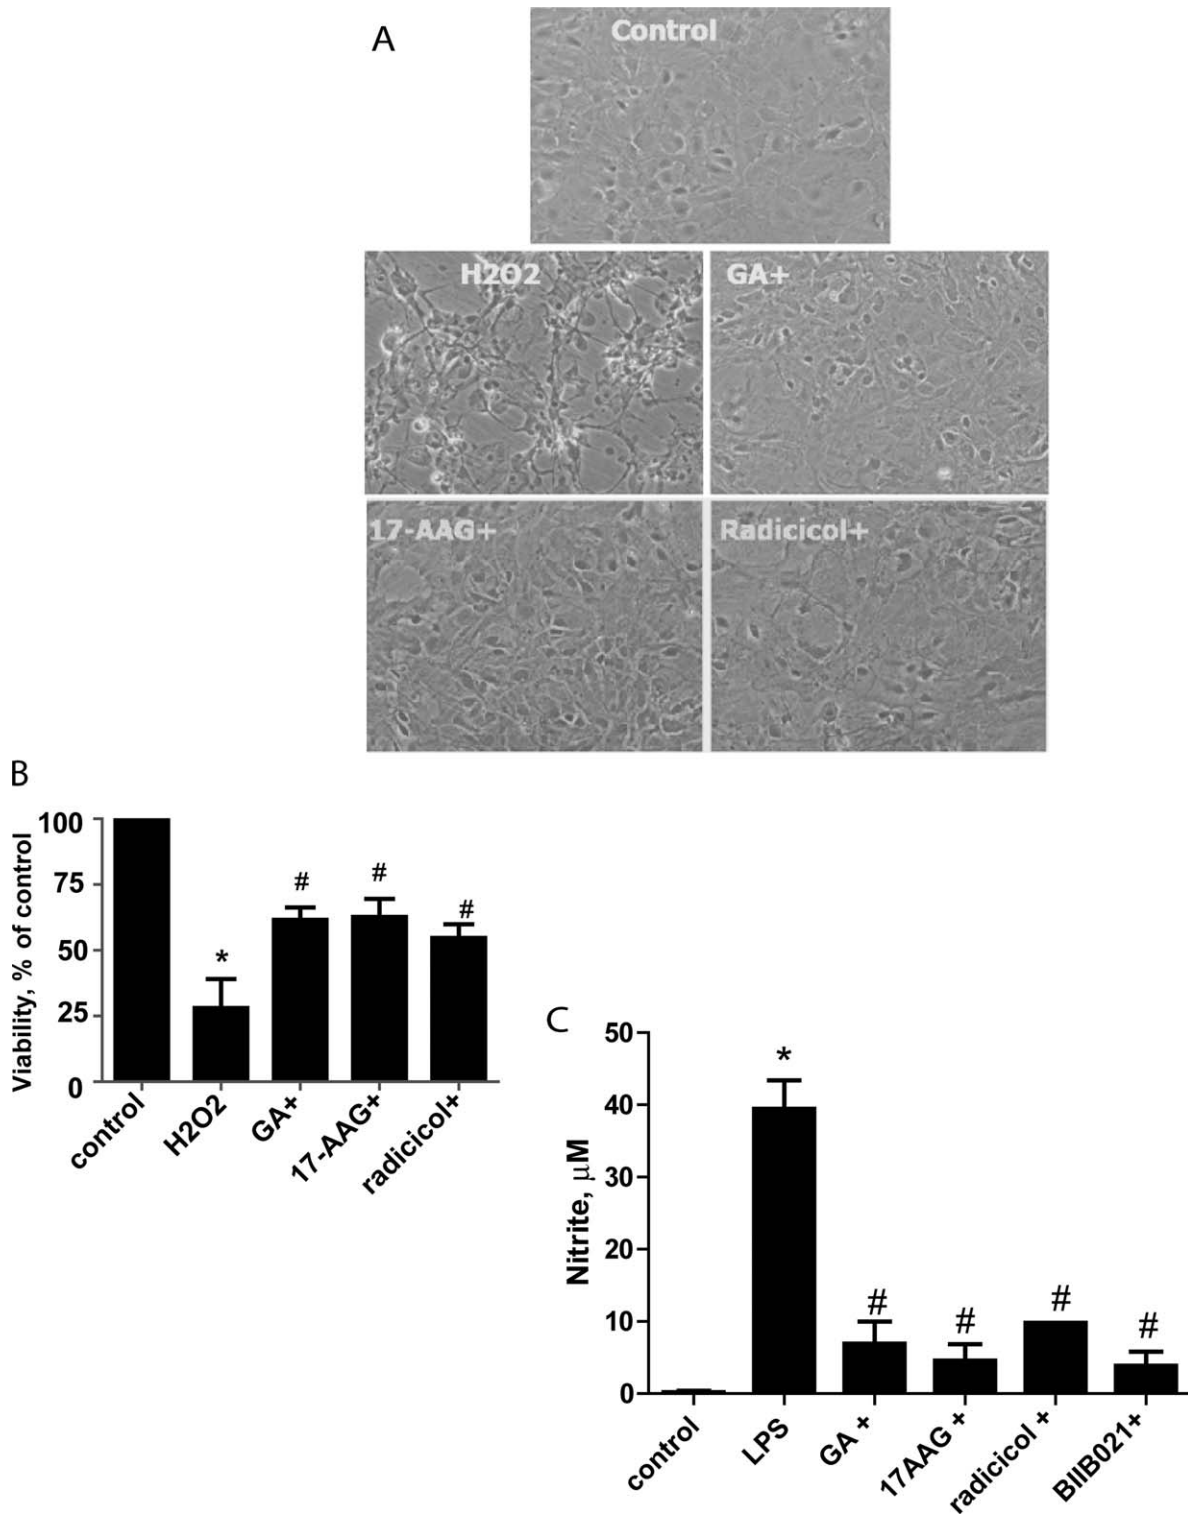 A
Control
H2O2
GA+
17-AAG+
Radicicol+
B
Viability, % of control
100
75
50
25
0
*
#
#
#
control
H2O2
GA+
17-AAG+
radicicol+
C
Nitrite, μM
50
40
30
20
10
0
*
#
#
#
#
control
LPS
GA +
17AAG +
radicicol +
BIIB021+